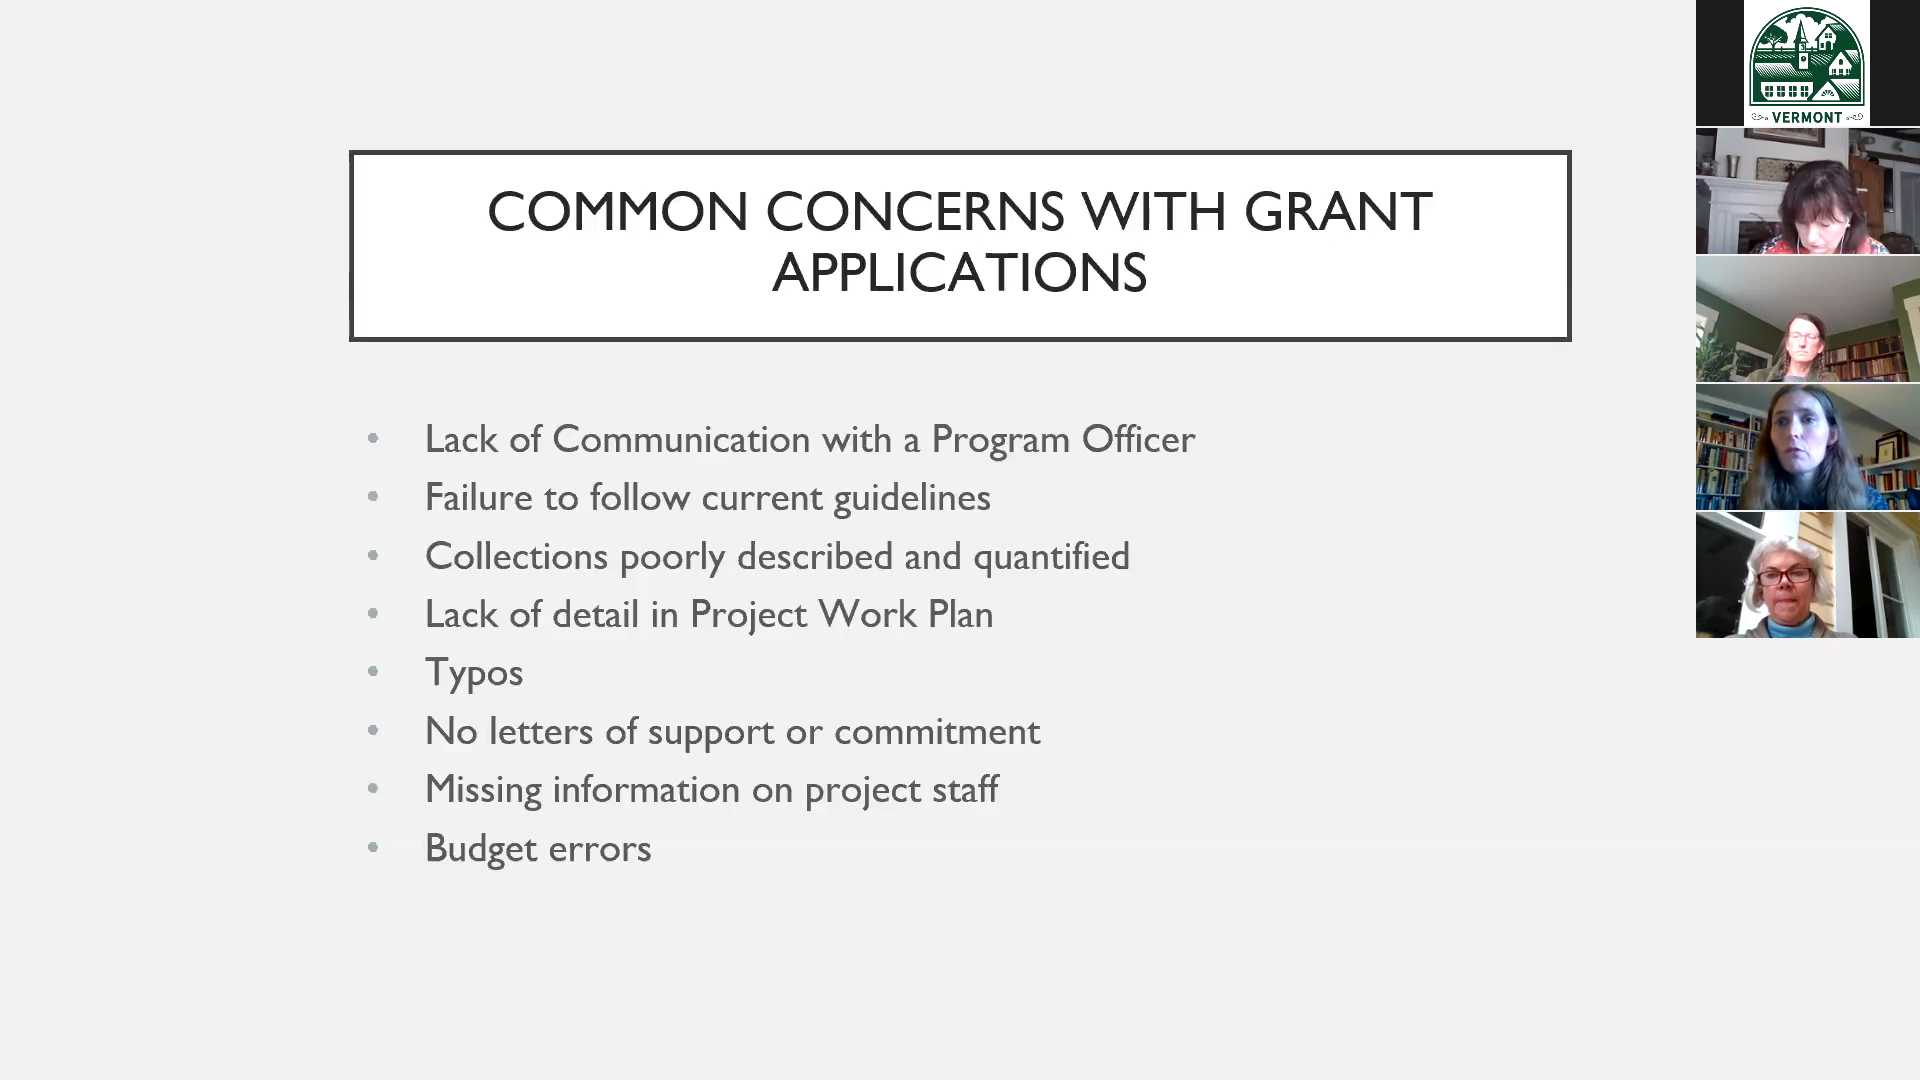 COMMON CONCERNS WITH GRANT
APPLICATIONS
• Lack of Communication with a Program Officer
• Failure to follow current guidelines
• Collections poorly described and quantified
• Lack of detail in Project Work Plan
• Typos
• No letters of support or commitment
• Missing information on project staff
• Budget errors
VERMONT